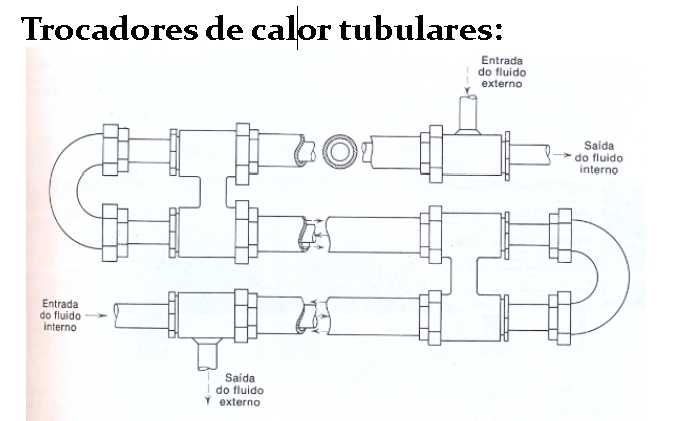 Trocadores de calor tubulares:
Entrada
do fluido
externo
Saída
do fluido
interno
Entrada
do fluido
interno
Saída
do fluido
externo